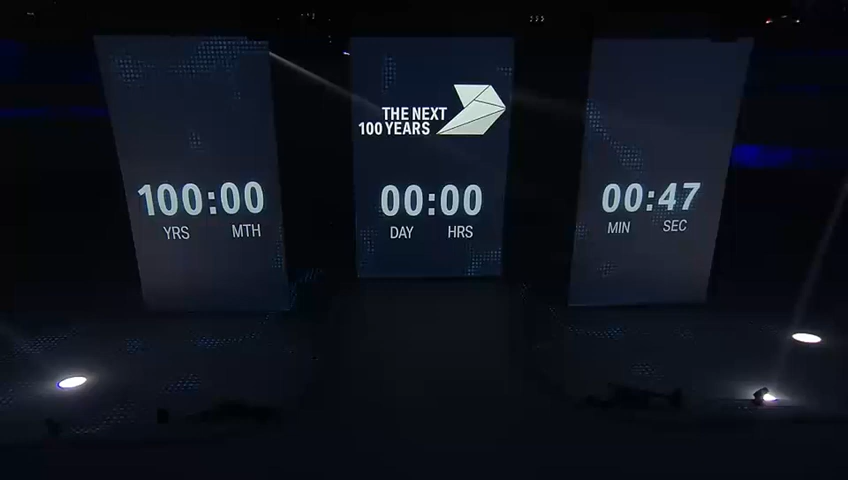 THE NEXT
100 YEARS
100:00
YRS MTH
00:00
DAY HRS
00:47
MIN SEC